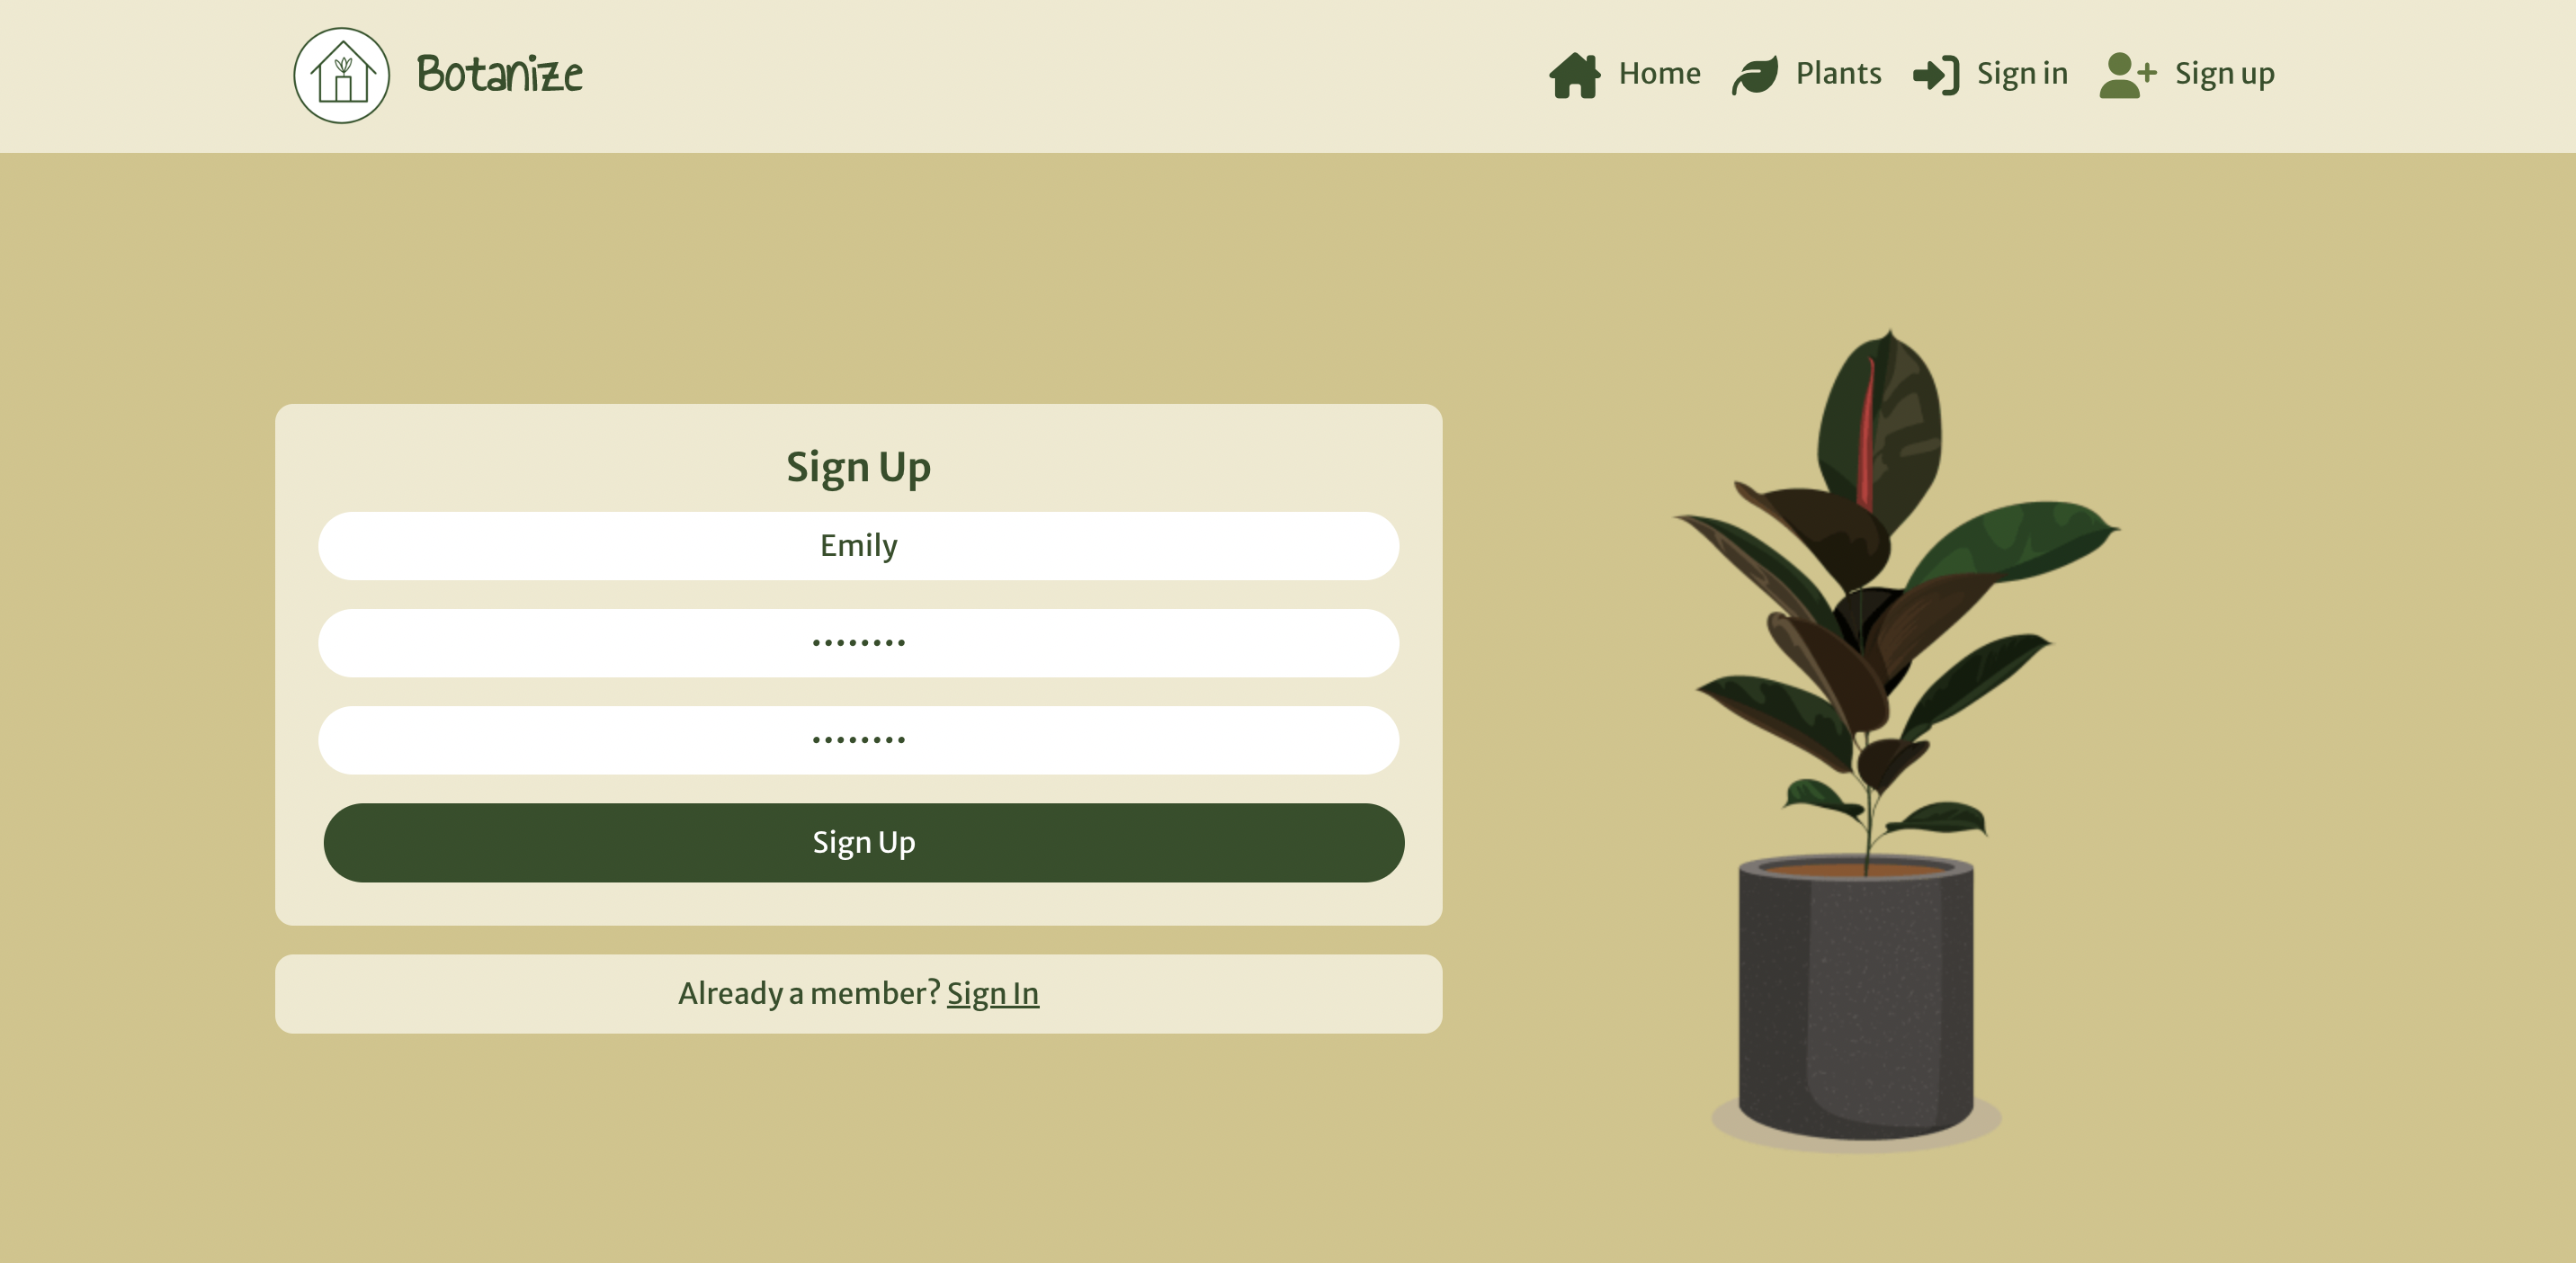 Botanize
Home Plants Sign in Sign up
Sign Up
Emily
••••••••
••••••••
Sign Up
Already a member? Sign In